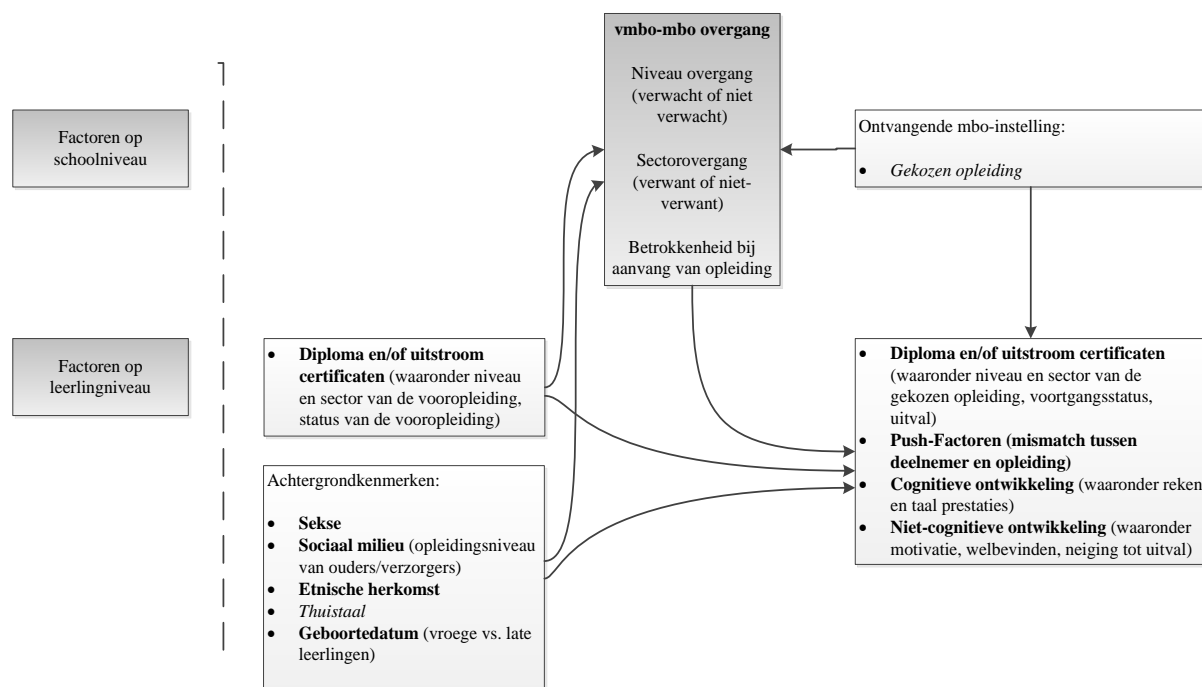 vmbo-mbo overgang
Niveau overgang
(verwacht of niet
verwacht)
Sectorovergang
(verwant of niet-
verwant)
Betrokkenheid bij
aanvang van opleiding
Factoren op
schoolniveau
Ontvangende mbo-instelling:
• Gekozen opleiding
Factoren op
leerlingniveau
• Diploma en/of uitstroom
certificaten (waaronder niveau
en sector van de vooropleiding,
status van de vooropleiding)
Achtergrondkenmerken:
• Sekse
• Sociaal milieu (opleidingsniveau
van ouders/verzorgers)
• Etnische herkomst
• Thuistaal
• Geboortedatum (vroege vs. late
leerlingen)
• Diploma en/of uitstroom certificaten
(waaronder niveau en sector van de
gekozen opleiding, voortgangsstatus,
uitval)
• Push-Factoren (mismatch tussen
deelnemer en opleiding)
• Cognitieve ontwikkeling (waaronder reken
en taal prestaties)
• Niet-cognitieve ontwikkeling (waaronder
motivatie, welbevinden, neiging tot uitval)